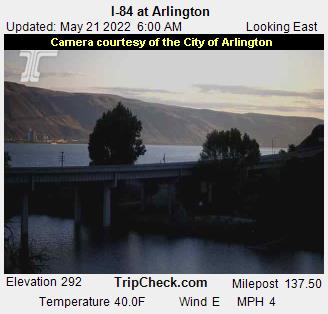 I-84 at Arlington
Updated: May 21 2022 6:00 AM Looking East
Camera courtesy of the City of Arlington
Elevation 292 TripCheck.com Milepost 137.50
Temperature 40.0F Wind E MPH 4